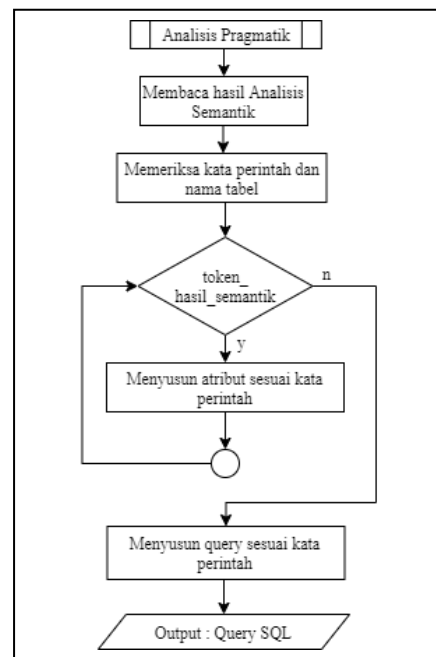 Analisis Pragmatik
Membaca hasil Analisis
Semantik
Memeriksa kata perintah dan
nama tabel
token_
hasil_semantik
n
y
Menyusun atribut sesuai kata
perintah
Menyusun query sesuai kata
perintah
Output : Query SQL